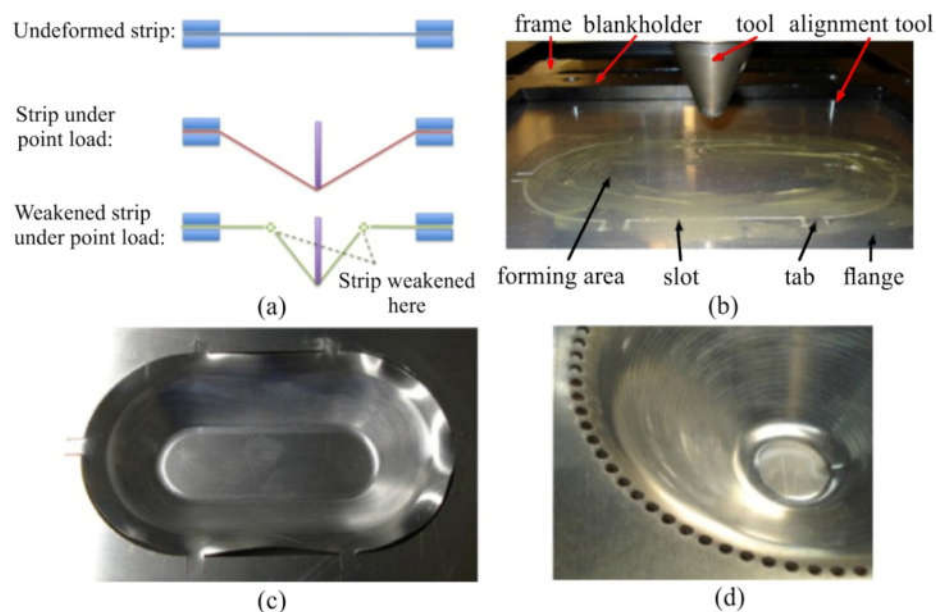 Undeformed strip:
Strip under
point load:
Weakened strip
under point load:
Strip weakened
here
(a)
frame blankholder tool alignment tool
forming area slot tab flange
(b)
(c)
(d)